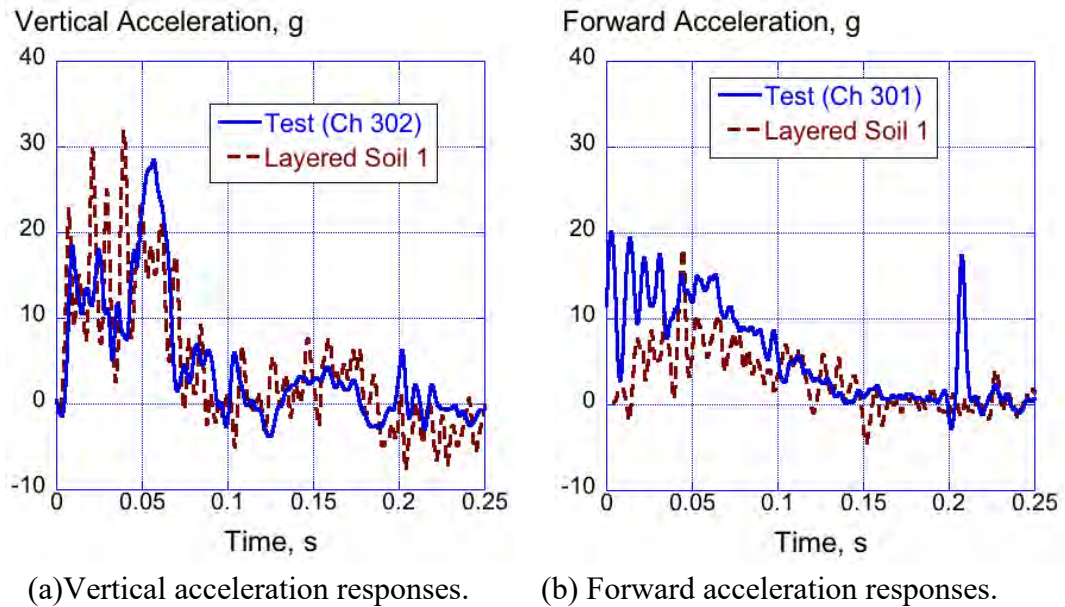 Vertical Acceleration, g
40
30
20
10
0
-10
0 0.05 0.1 0.15 0.2 0.25
Time, s
Test (Ch 302)
Layered Soil 1
(a)Vertical acceleration responses.
Forward Acceleration, g
40
30
20
10
0
-10
0 0.05 0.1 0.15 0.2 0.25
Time, s
Test (Ch 301)
Layered Soil 1
(b) Forward acceleration responses.